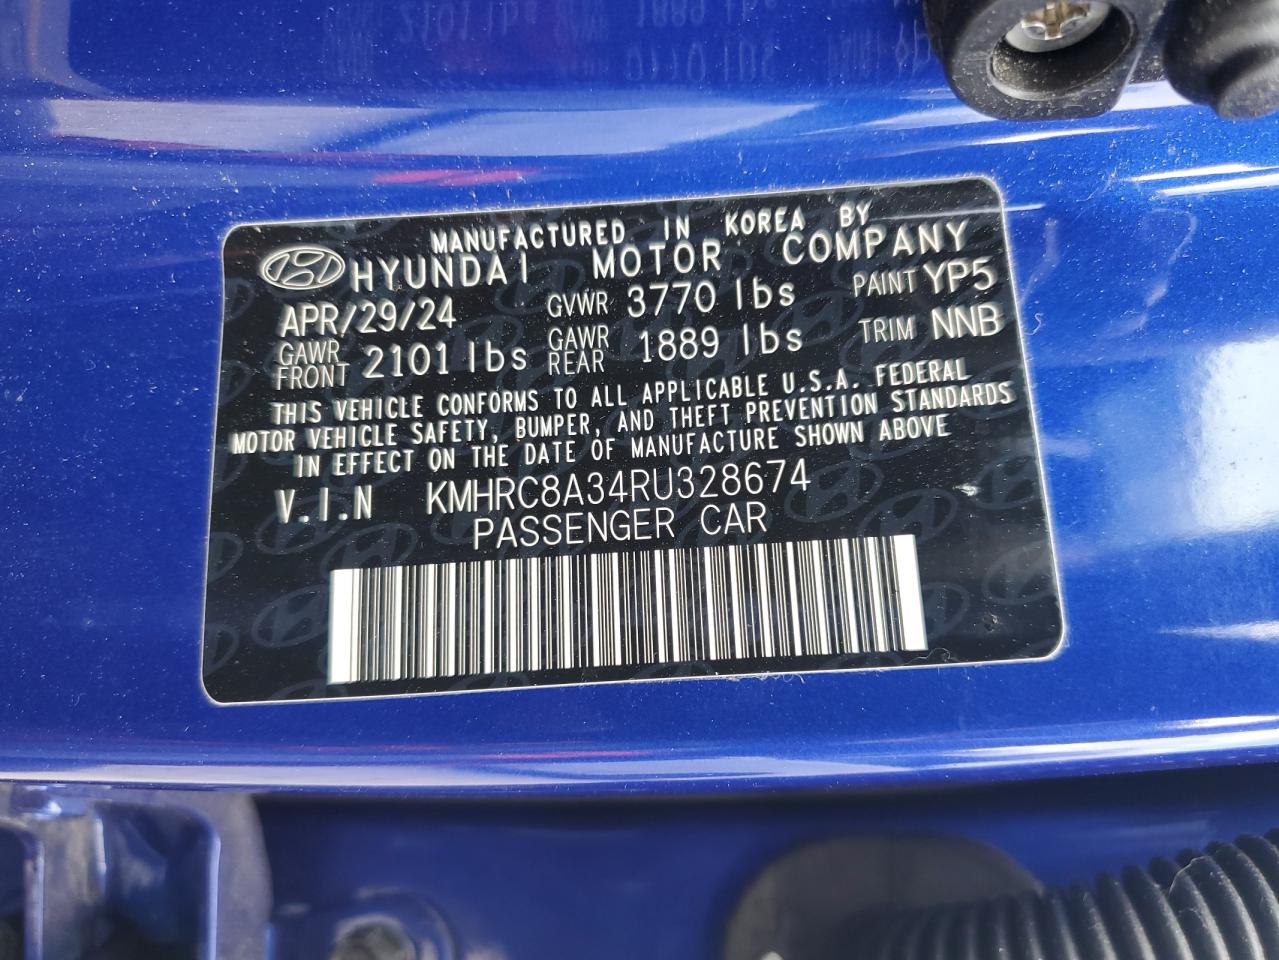 MANUFACTURED IN KOREA BY
HYUNDAI MOTOR COMPANY
APR/29/24 GVWR 3770 lbs PAINT YP5
GAWR FRONT 2101 lbs GAWR REAR 1889 lbs TRIM NNB
THIS VEHICLE CONFORMS TO ALL APPLICABLE U.S.A. FEDERAL
MOTOR VEHICLE SAFETY, BUMPER, AND THEFT PREVENTION STANDARDS
IN EFFECT ON THE DATE OF MANUFACTURE SHOWN ABOVE
V.I.N KMHRC8A34RU328674
PASSENGER CAR